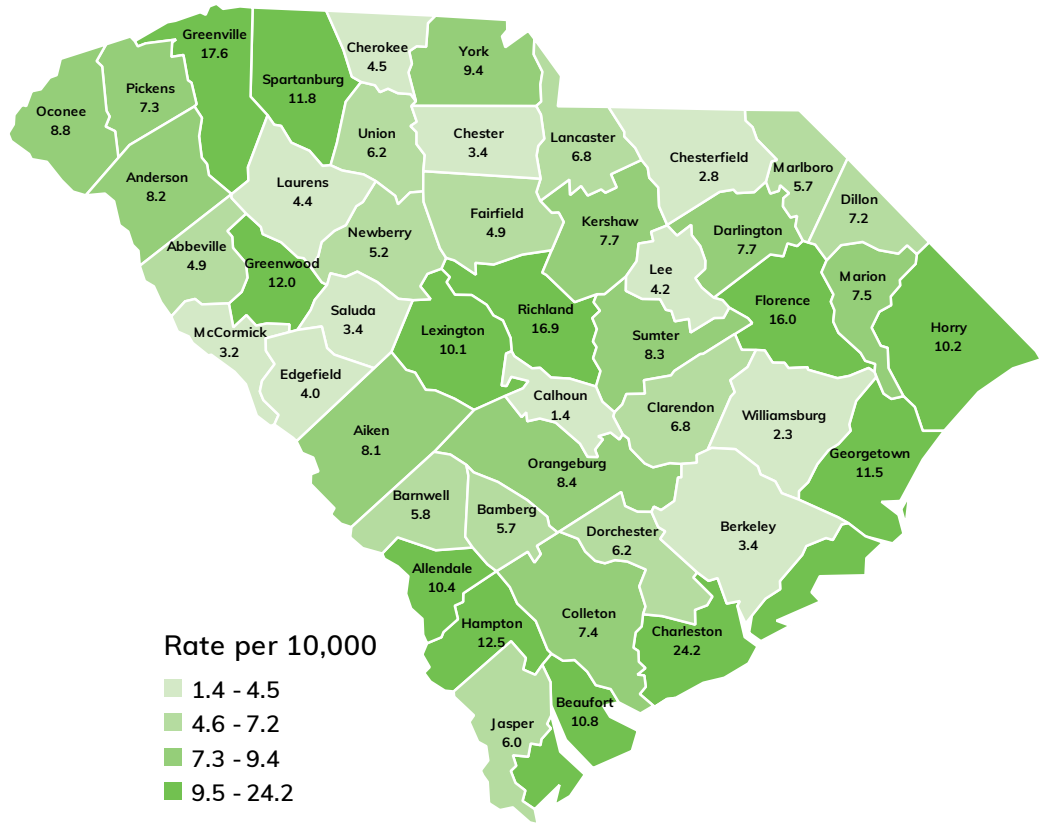 Greenville
17.6
Cherokee
4.5
York
9.4
Spartanburg
11.8
Pickens
7.3
Oconee
8.8
Union
6.2
Chester
3.4
Lancaster
6.8
Chesterfield
2.8
Marlboro
5.7
Anderson
8.2
Laurens
4.4
Dillon
7.2
Fairfield
4.9
Kershaw
7.7
Darlington
7.7
Newberry
5.2
Abbeville
4.9
Greenwood
12.0
Lee
4.2
Marion
7.5
Florence
16.0
Saluda
3.4
Richland
16.9
Lexington
10.1
Horry
10.2
McCormick
3.2
Sumter
8.3
Edgefield
4.0
Calhoun
1.4
Clarendon
6.8
Williamsburg
2.3
Aiken
8.1
Georgetown
11.5
Orangeburg
8.4
Barnwell
5.8
Bamberg
5.7
Dorchester
6.2
Berkeley
3.4
Allendale
10.4
Colleton
7.4
Hampton
12.5
Charleston
24.2
Beaufort
10.8
Jasper
6.0
Rate per 10,000
1.4 - 4.5
4.6 - 7.2
7.3 - 9.4
9.5 - 24.2